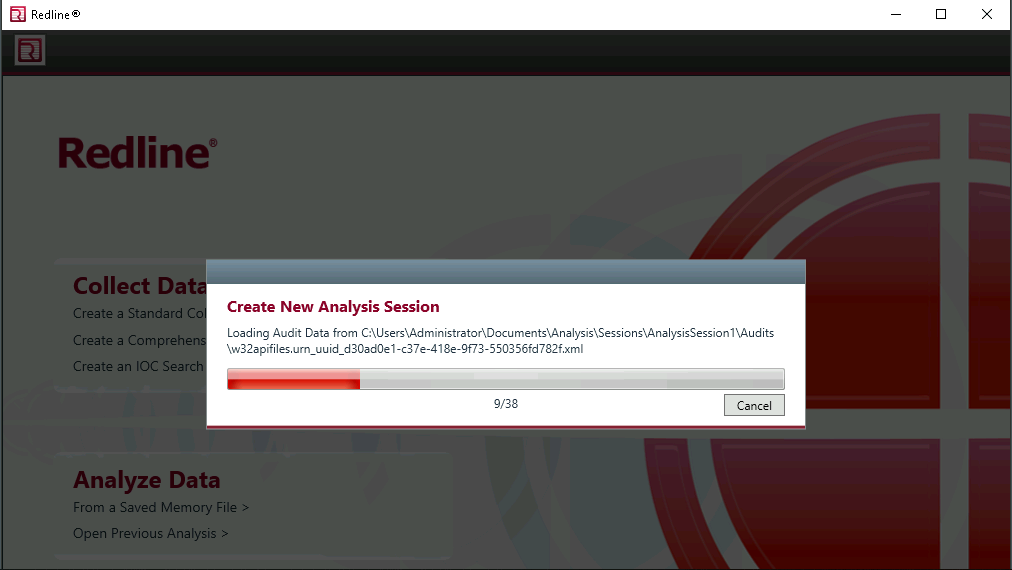 Redline®
Redline®
Collect Data
Create a Standard Col
Create a Comprehens
Create an IOC Search
Create New Analysis Session
Loading Audit Data from C:\Users\Administrator\Documents\Analysis\Sessions\AnalysisSession1\Audits
\w32apifiles.urn_uuid_d30ad0e1-c37e-418e-9f73-550356fd782f.xml
9/38
Cancel
Analyze Data
From a Saved Memory File >
Open Previous Analysis >